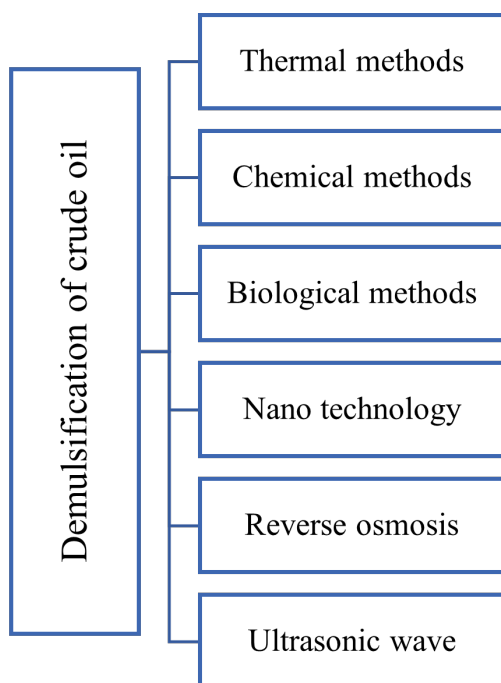 Demulsification of crude oil
Thermal methods
Chemical methods
Biological methods
Nano technology
Reverse osmosis
Ultrasonic wave